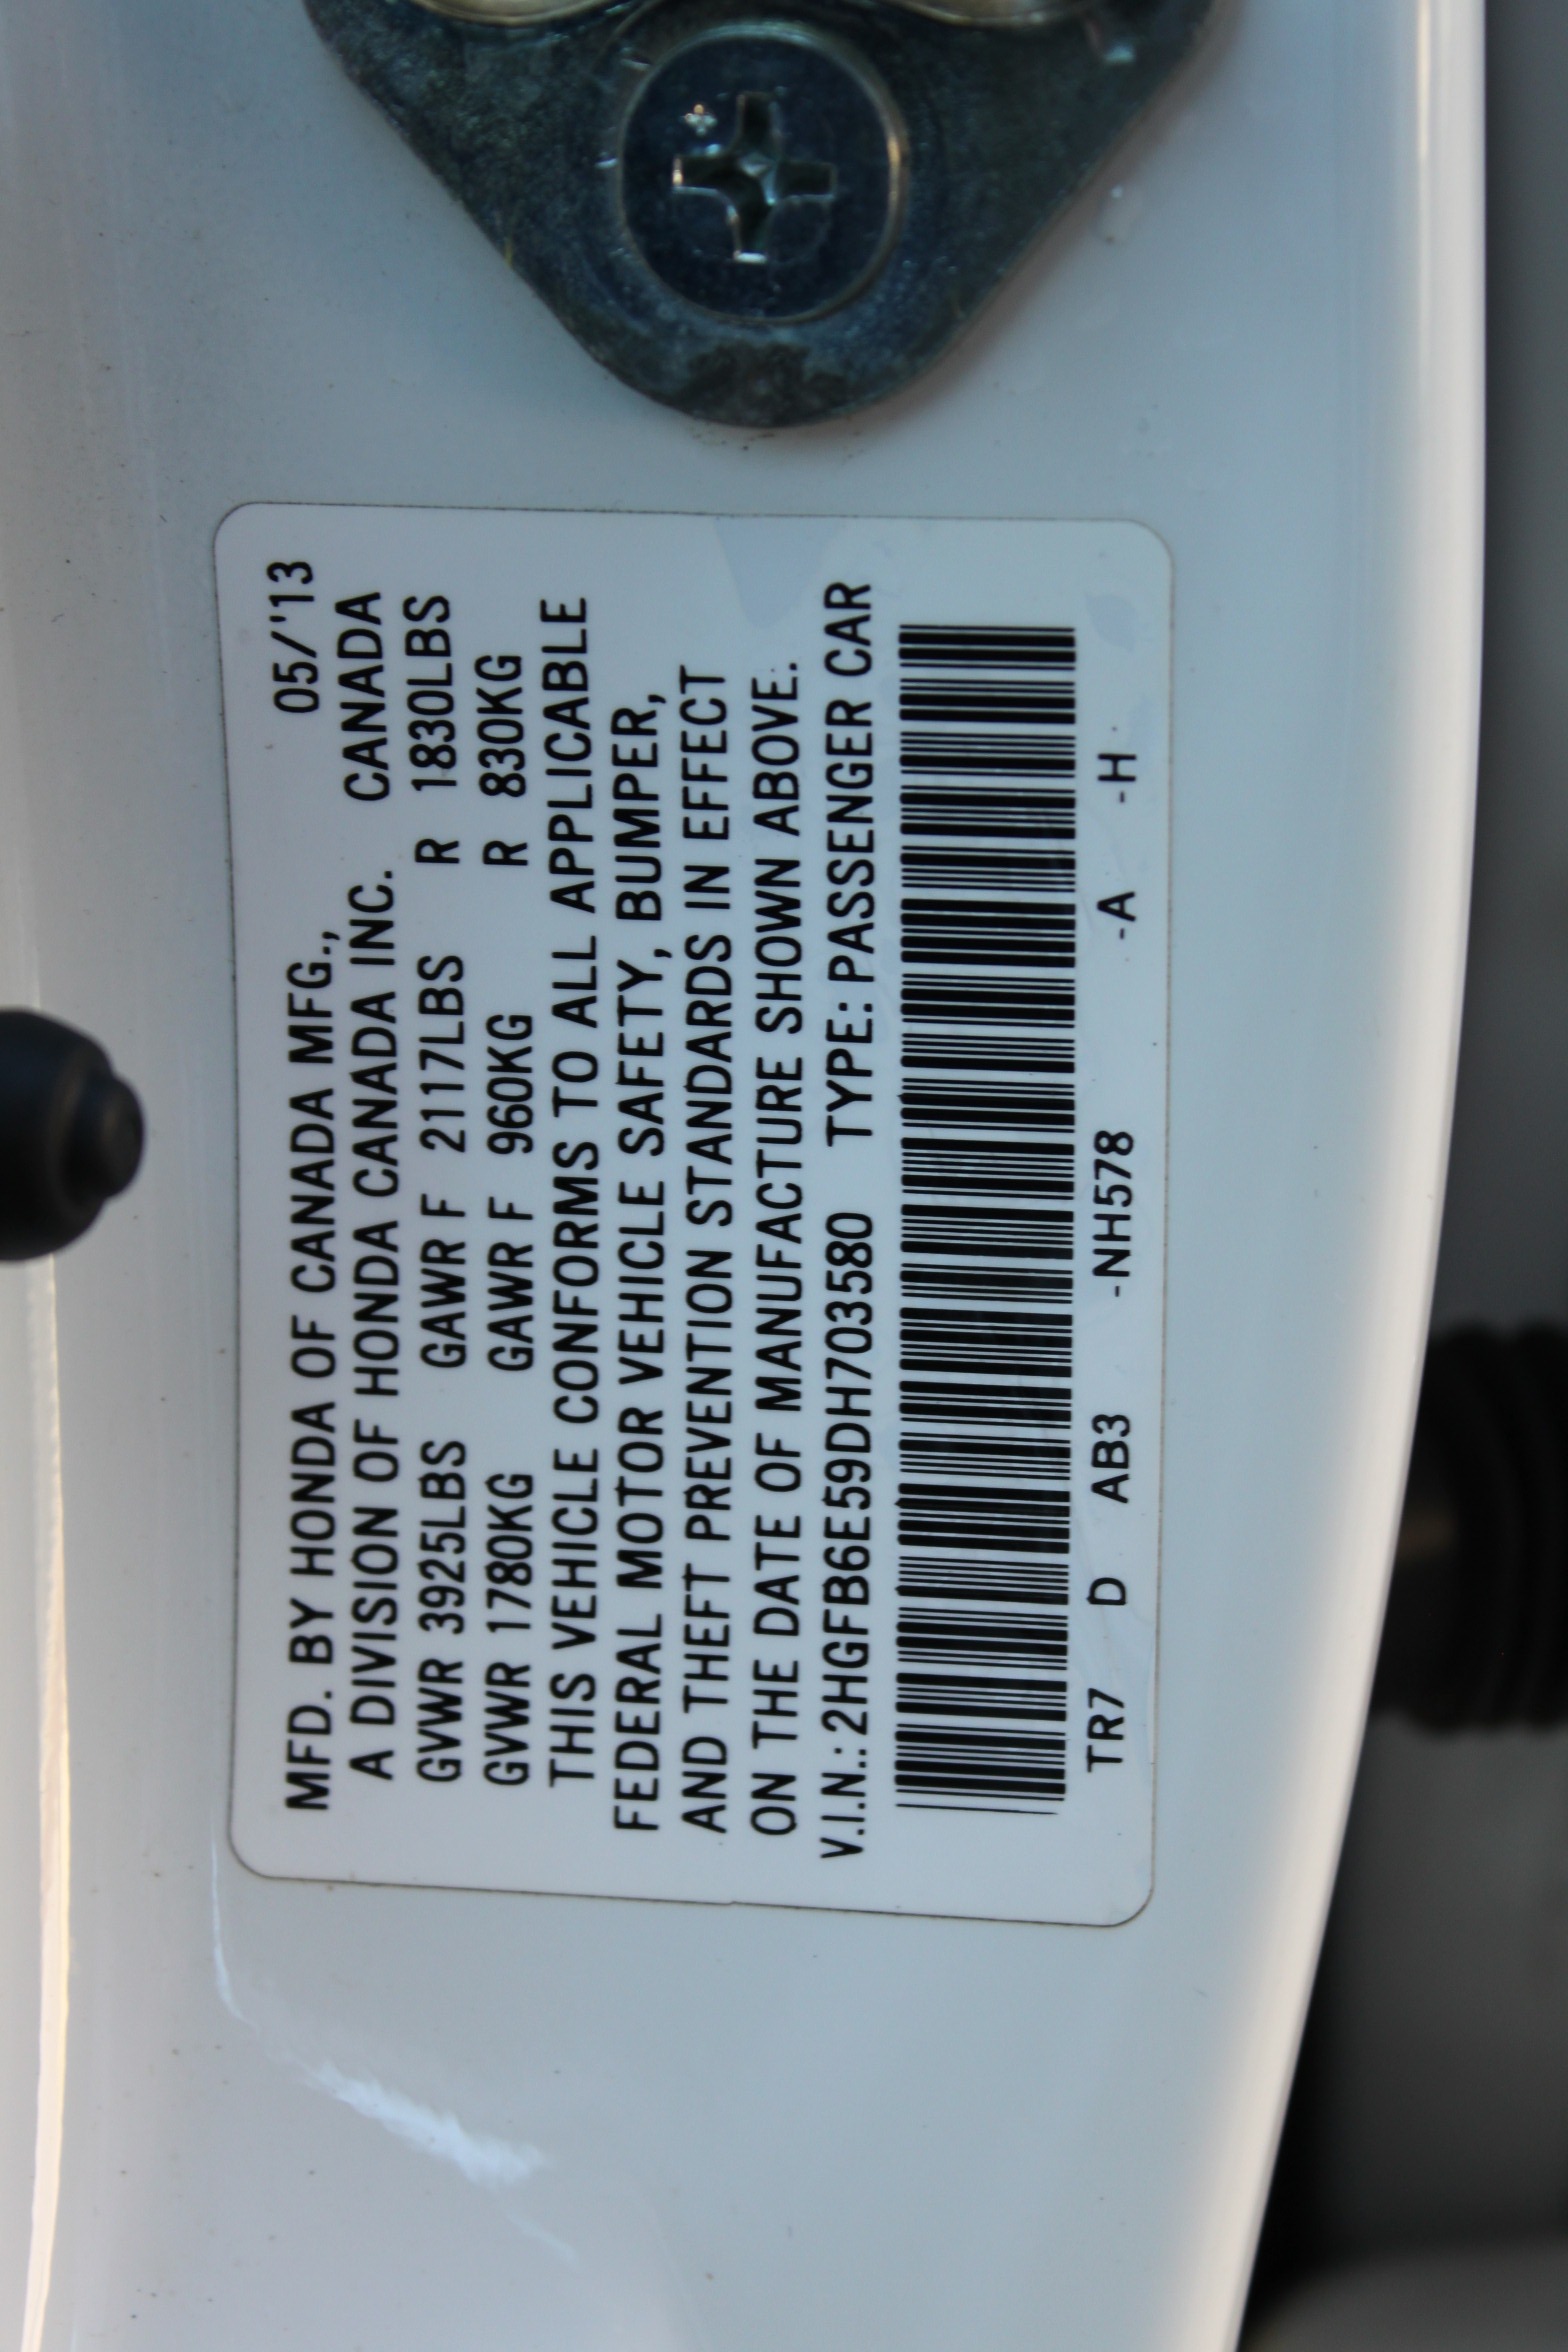 05/'13
MFD. BY HONDA OF CANADA MFG.,
A DIVISION OF HONDA CANADA INC. CANADA
GVWR 3925LBS GAWR F 2117LBS R 1830LBS
GVWR 1780KG GAWR F 960KG R 830KG
THIS VEHICLE CONFORMS TO ALL APPLICABLE
FEDERAL MOTOR VEHICLE SAFETY, BUMPER,
AND THEFT PREVENTION STANDARDS IN EFFECT
ON THE DATE OF MANUFACTURE SHOWN ABOVE.
V.I.N.: 2HGFB6E59DH703580 TYPE: PASSENGER CAR
TR7 D AB3 -NH578 -A -H